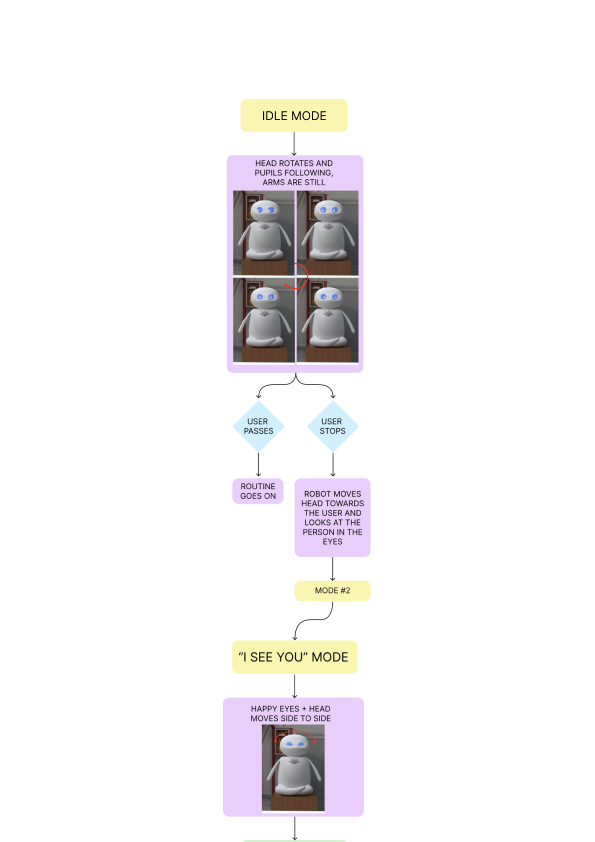 IDLE MODE
HEAD ROTATES AND
PUPILS FOLLOWING,
ARMS ARE STILL
USER
PASSES
USER
STOPS
ROUTINE
GOES ON
ROBOT MOVES
HEAD TOWARDS
THE USER AND
LOOKS AT THE
PERSON IN THE
EYES
MODE #2
“I SEE YOU” MODE
HAPPY EYES + HEAD
MOVES SIDE TO SIDE